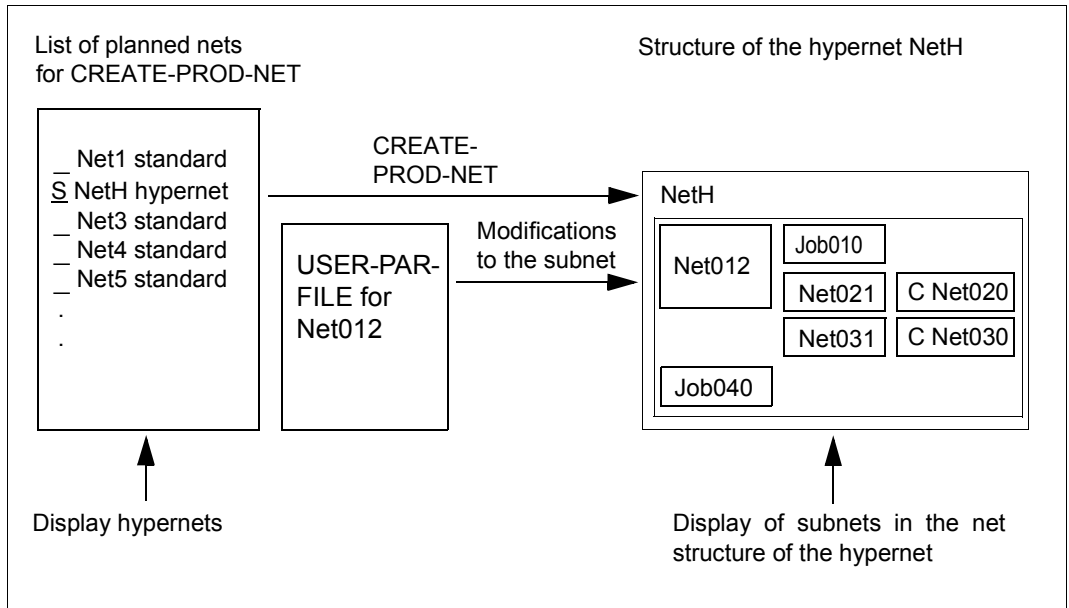 List of planned nets
for CREATE-PROD-NET
Structure of the hypernet NetH
_ Net1 standard
S NetH hypernet
_ Net3 standard
_ Net4 standard
_ Net5 standard
.
.
CREATE-
PROD-NET
USER-PAR-
FILE for
Net012
Modifications
to the subnet
NetH
Net012
Job010
Net021
C Net020
Net031
C Net030
Job040
Display hypernets
Display of subnets in the net
structure of the hypernet